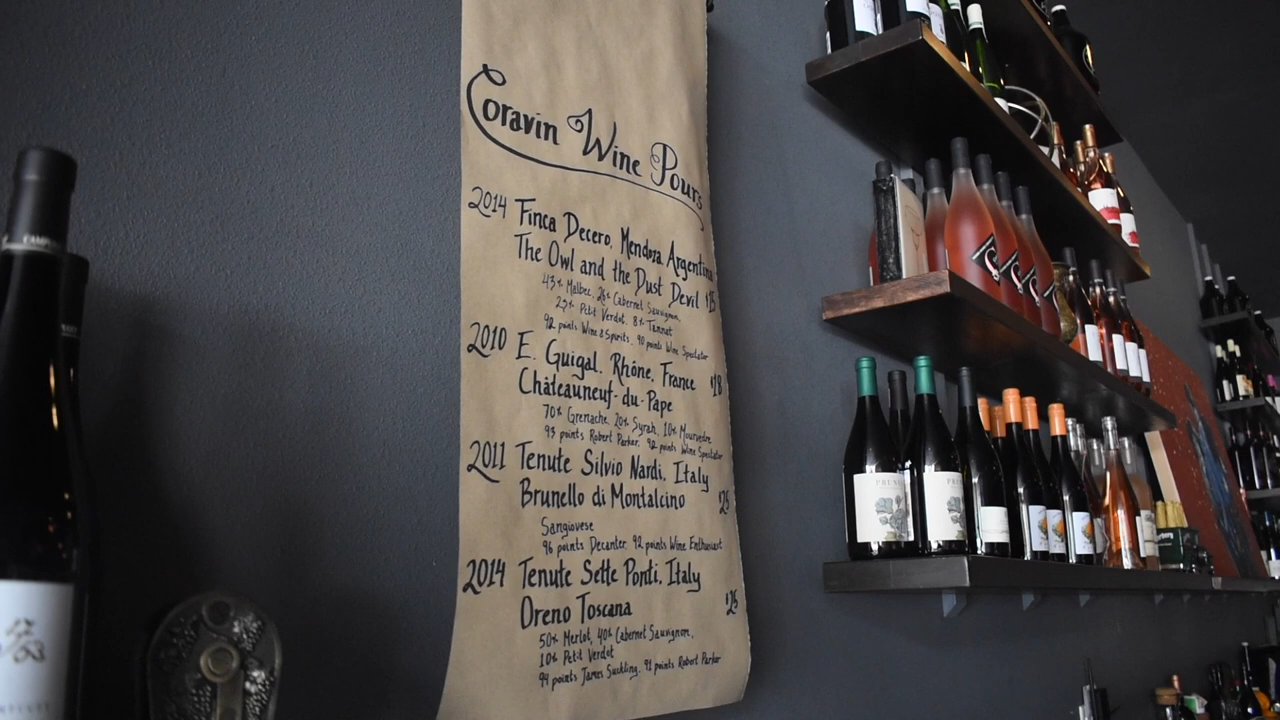 Coravin Wine Pours
2014 Finca Decero, Mendoza Argentina
The Owl and the Dust Devil $15
43% Malbec, 26% Cabernet Sauvignon,
23% Petit Verdot, 8% Tannat
92 points Wine & Spirits, 90 points Wine Spectator
2010 E. Guigal, Rhône, France $18
Châteauneuf-du-Pape
70% Grenache, 20% Syrah, 10% Mourvedre
93 points Robert Parker, 92 points Wine Spectator
2011 Tenute Silvio Nardi, Italy
Brunello di Montalcino $25
Sangiovese
96 points Decanter, 92 points Wine Enthusiast
2014 Tenute Sette Ponti, Italy
Oreno Toscana $25
50% Merlot, 40% Cabernet Sauvignon,
10% Petit Verdot
94 points James Suckling, 91 points Robert Parker